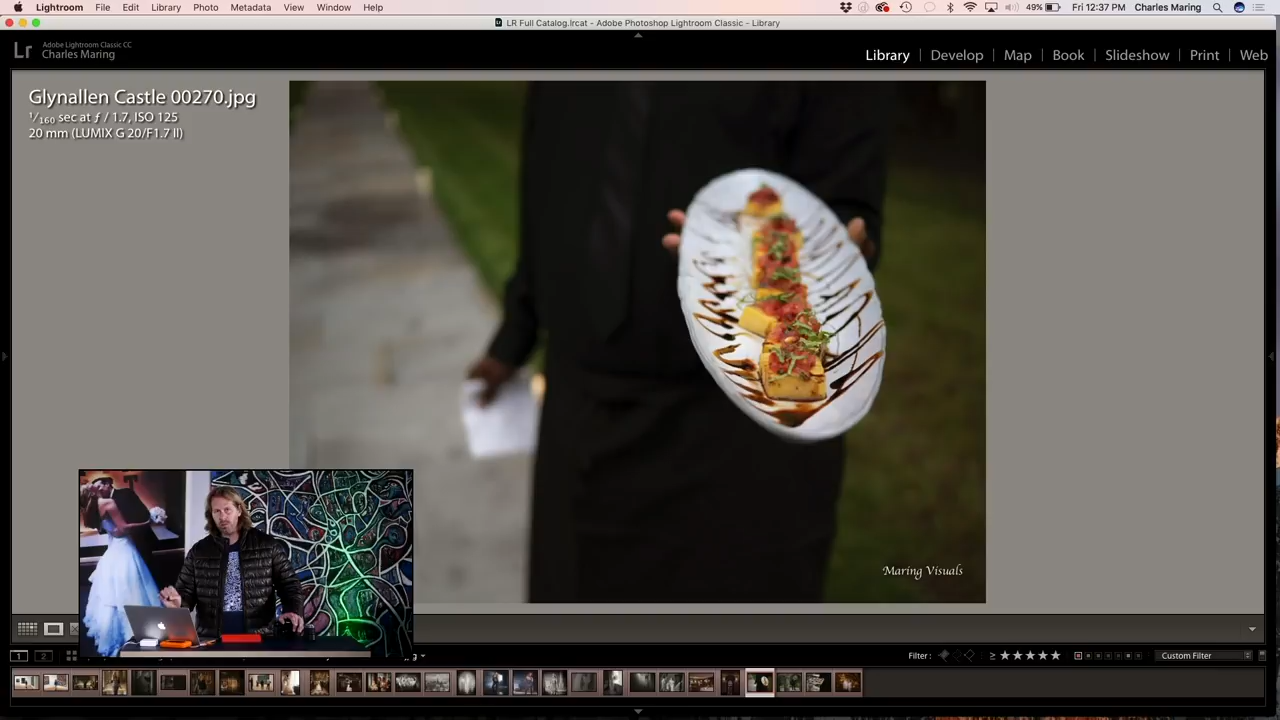 Lightroom File Edit Library Photo Metadata View Window Help 49% Fri 12:37 PM Charles Maring
LR Full Catalog.lrcat - Adobe Photoshop Lightroom Classic - Library
Lr Adobe Lightroom Classic CC
Charles Maring
Library | Develop | Map | Book | Slideshow | Print | Web
Glynallen Castle 00270.jpg
1/160 sec at ƒ / 1.7, ISO 125
20 mm (LUMIX G 20/F1.7 II)
Maring Visuals
1 2
Filter: ≥ ★★★★★ Custom Filter